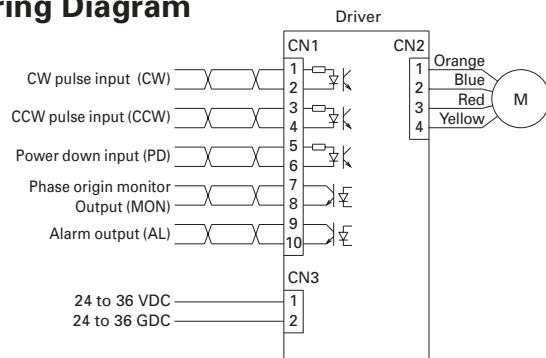 ring Diagram
Driver
CN1
CN2
CW pulse input (CW)
1
2
CCW pulse input (CCW)
3
4
Power down input (PD)
5
6
Phase origin monitor
Output (MON)
7
8
Alarm output (AL)
9
10
1 Orange
2 Blue
3 Red
4 Yellow
M
CN3
24 to 36 VDC 1
24 to 36 GDC 2